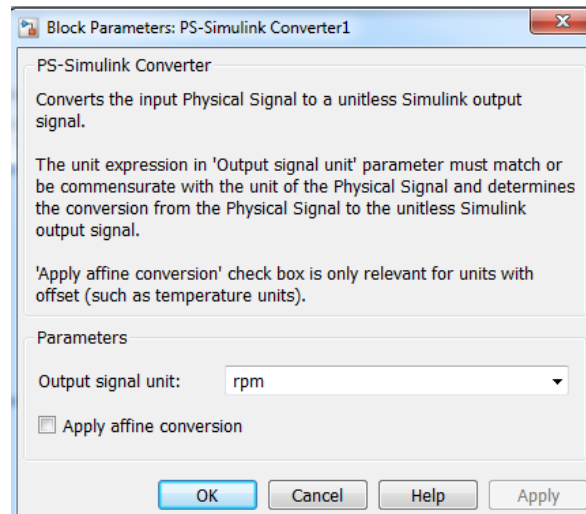 Block Parameters: PS-Simulink Converter1
PS-Simulink Converter
Converts the input Physical Signal to a unitless Simulink output
signal.
The unit expression in 'Output signal unit' parameter must match or
be commensurate with the unit of the Physical Signal and determines
the conversion from the Physical Signal to the unitless Simulink
output signal.
'Apply affine conversion' check box is only relevant for units with
offset (such as temperature units).
Parameters
Output signal unit: rpm
Apply affine conversion
OK Cancel Help Apply